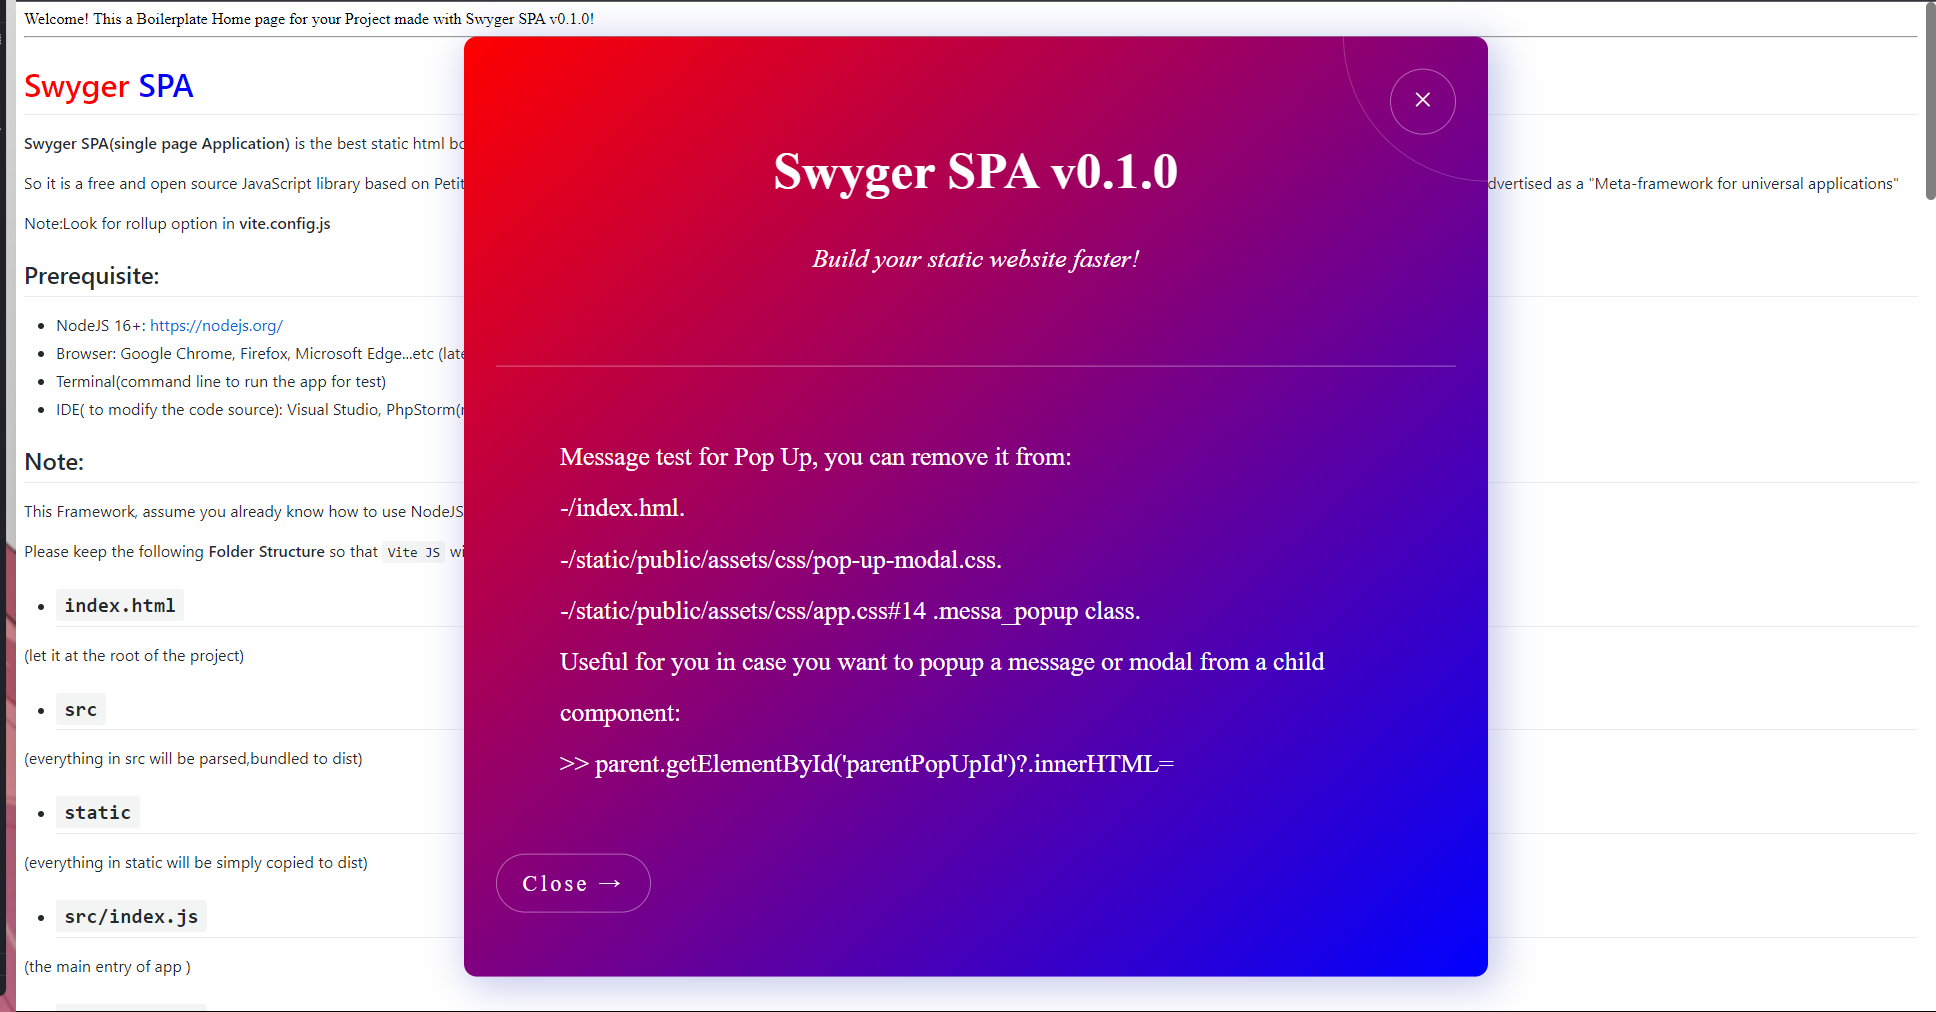 Welcome! This a Boilerplate Home page for your Project made with Swyger SPA v0.1.0!
Swyger SPA
Swyger SPA(single page Application) is the best static html
So it is a free and open source JavaScript library based on
dvertised as a "Meta-framework for universal applications"
Note:Look for rollup option in vite.config.js
Prerequisite:
NodeJS 16+: https://nodejs.org/
Browser: Google Chrome, Firefox, Microsoft Edge...etc
Terminal(command line to run the app for test)
IDE( to modify the code source): Visual Studio,
Note:
This Framework, assume you already know how to use NodeJS
Please keep the following Folder Structure so that Vite JS
index.html
(let it at the root of the project)
src
(everything in src will be parsed,bundled to dist)
static
(everything in static will be simply copied to dist)
src/index.js
(the main entry of app )
×
Swyger SPA v0.1.0
Build your static website faster!
Message test for Pop Up, you can remove it from:
-/index.hml.
-/static/public/assets/css/pop-up-modal.css.
-/static/public/assets/css/app.css#14 .messa_popup class.
Useful for you in case you want to popup a message or modal from a child
component:
>> parent.getElementById('parentPopUpId')?.innerHTML=
Close →